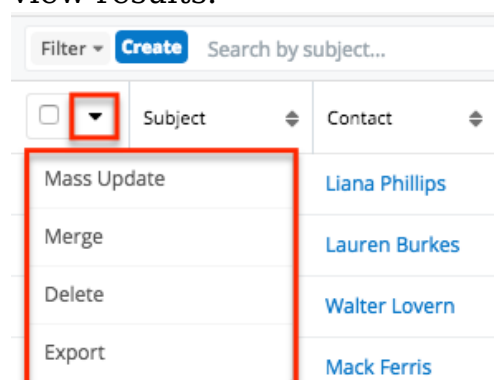 view results.
Filter Create Search by subject...
Subject Contact
Mass Update Liana Phillips
Merge Lauren Burkes
Delete Walter Lovern
Export Mack Ferris